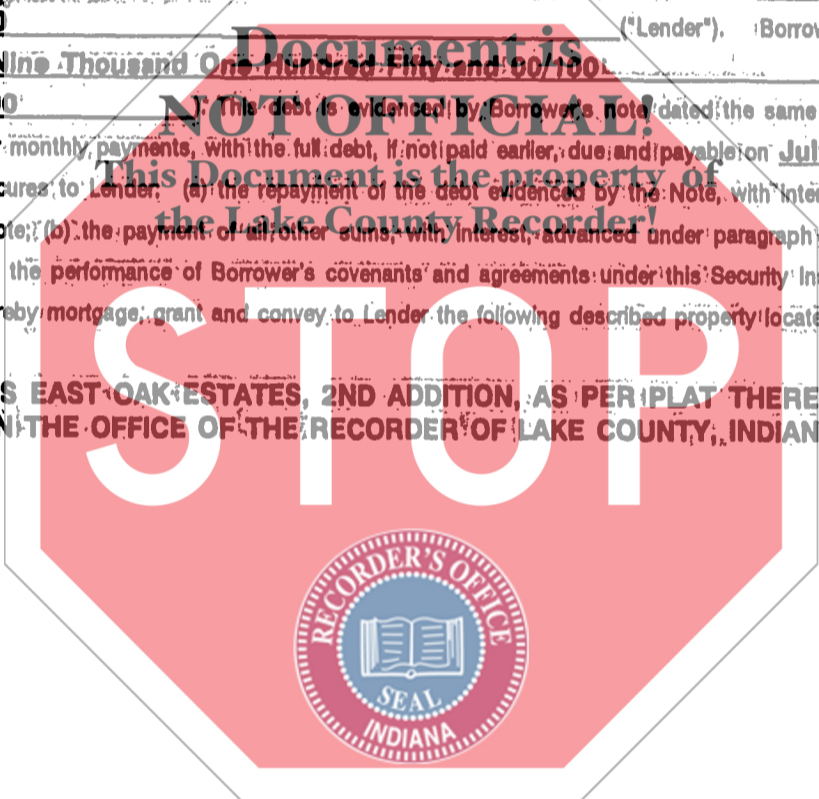 ("Lender"). Borrow
Document is
ine Thousand One Hundred Fifty and 00/100
NOT OFFICIAL!
0 ). This debt is evidenced by Borrower's note dated the same
monthly payments, with the full debt, if not paid earlier, due and payable on Jul
This Document is the property of
cures to Lender: (a) the repayment of the debt evidenced by the Note, with inte
the Lake County Recorder!
te; (b) the payment of all other sums, with interest, advanced under paragraph
the performance of Borrower's covenants and agreements under this Security In
eby mortgage, grant and convey to Lender the following described property locate
STOP
S EAST OAK ESTATES, 2ND ADDITION, AS PER PLAT THERE
N THE OFFICE OF THE RECORDER OF LAKE COUNTY, INDIAN
RECORDER'S OFFICE
SEAL
INDIANA